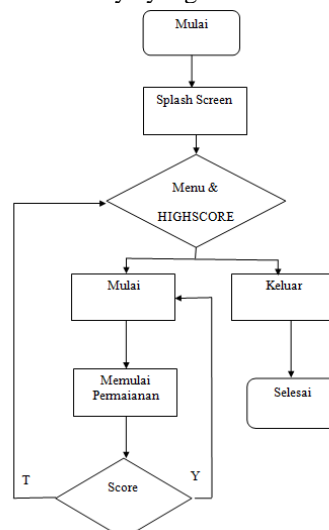 Mulai
Splash Screen
Menu &
HIGHSCORE
Mulai
Keluar
Memulai
Permaianan
Selesai
T
Score
Y